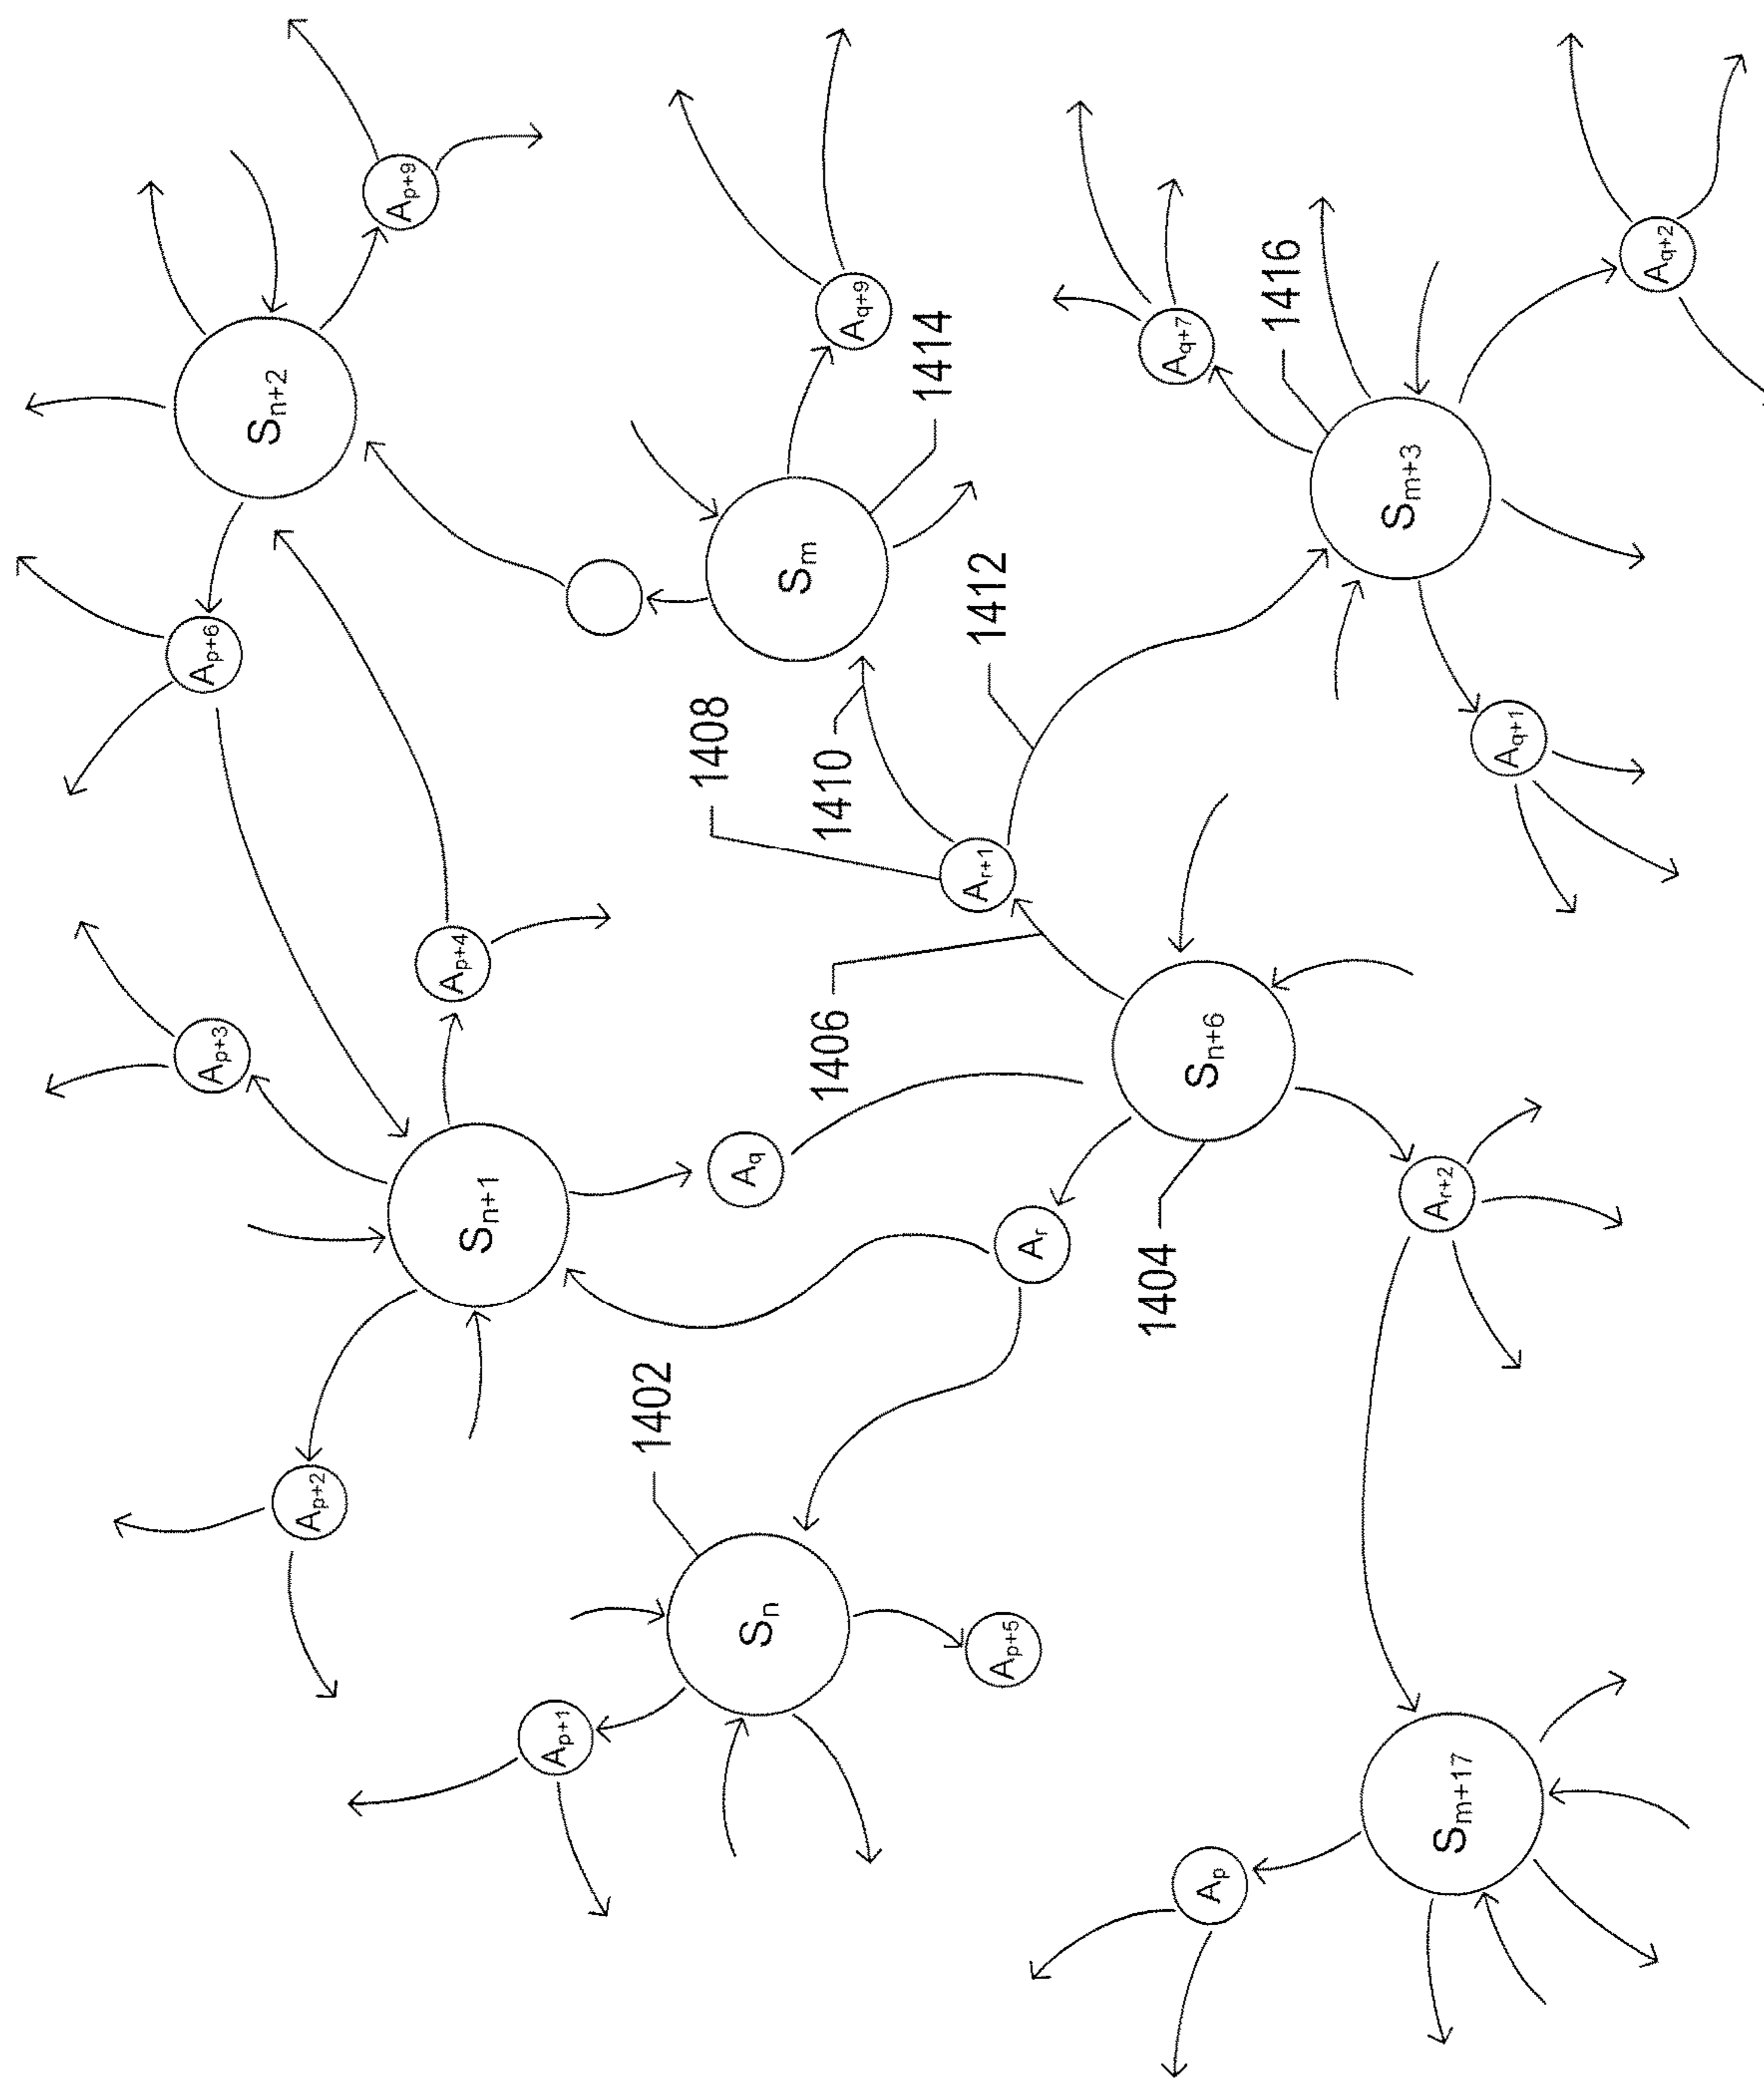 Ap+3
Ap+6
Sn+2
Ap+2
Ap+9
Ap+4
Sn+1
Ap+1
1402
1408
Aq
Sn
Sm
1406
1410
Aq+9
1414
Ar+1
1412
Ap+5
Ar
1404
Aq+7
Sn+6
Ap
1416
Sm+3
Ar+2
Sm+17
Aq+1
Aq+2